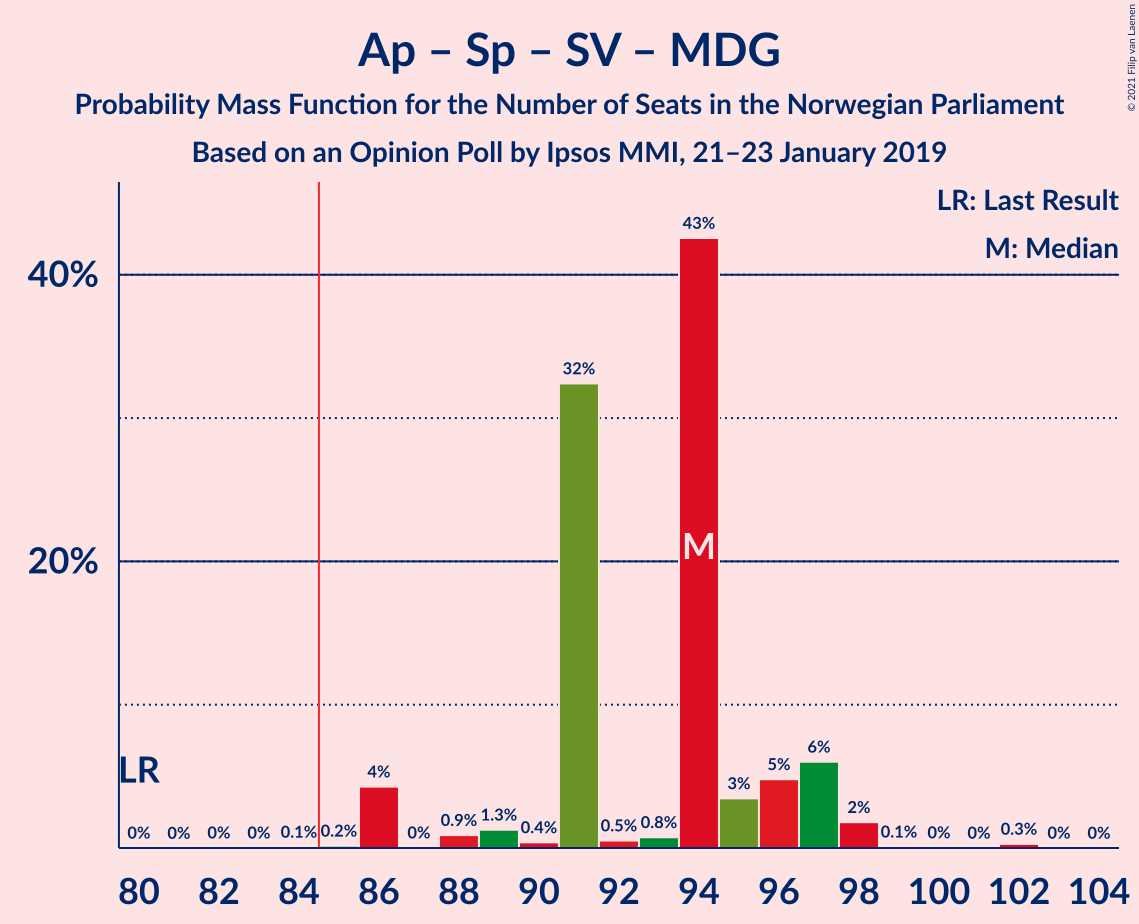 Ap – Sp – SV – MDG
Probability Mass Function for the Number of Seats in the Norwegian Parliament
Based on an Opinion Poll by Ipsos MMI, 21–23 January 2019
© 2021 Filip van Laenen
LR: Last Result
M: Median
40%
20%
LR
M
0% 0% 0% 0% 0.1% 0.2% 4% 0% 0.9% 1.3% 0.4% 32% 0.5% 0.8% 43% 3% 5% 6% 2% 0.1% 0% 0% 0.3% 0% 0%
80 82 84 86 88 90 92 94 96 98 100 102 104